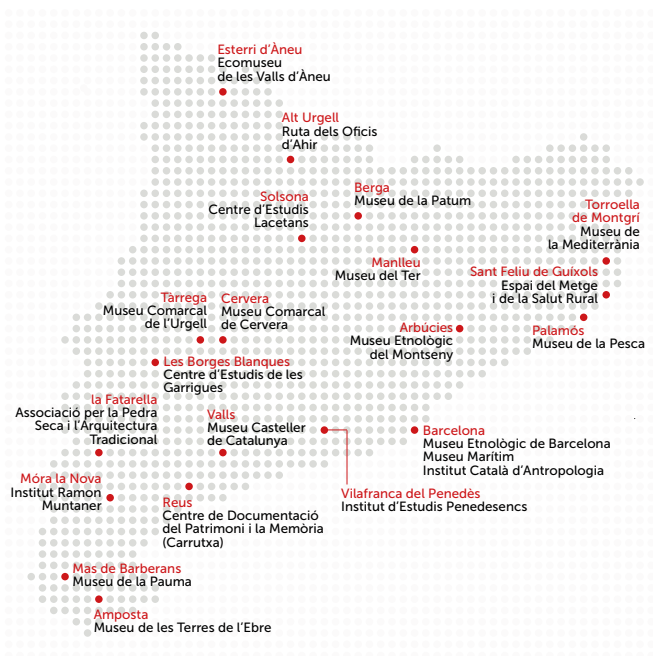 Esterri d'Àneu
Ecomuseu
de les Valls d'Àneu
Alt Urgell
Ruta dels Oficis
d'Ahir
Berga
Museu de la Patum
Solsona
Centre d'Estudis
Lacetans
Torroella
de Montgrí
Museu de
la Mediterrània
Manlleu
Museu del Ter
Sant Feliu de Guíxols
Espai del Metge
i de la Salut Rural
Tàrrega
Museu Comarcal
de l'Urgell
Cervera
Museu Comarcal
de Cervera
Arbúcies
Museu Etnològic
del Montseny
Palamós
Museu de la Pesca
Les Borges Blanques
Centre d'Estudis de les
Garrigues
la Fatarella
Associació per la Pedra
Seca i l'Arquitectura
Tradicional
Valls
Museu Casteller
de Catalunya
Barcelona
Museu Etnològic de Barcelona
Museu Marítim
Institut Català d'Antropologia
Móra la Nova
Institut Ramon
Muntaner
Reus
Centre de Documentació
del Patrimoni i la Memòria
(Carrutxa)
Vilafranca del Penedès
Institut d'Estudis Penedesencs
Mas de Barberans
Museu de la Pauma
Amposta
Museu de les Terres de l'Ebre